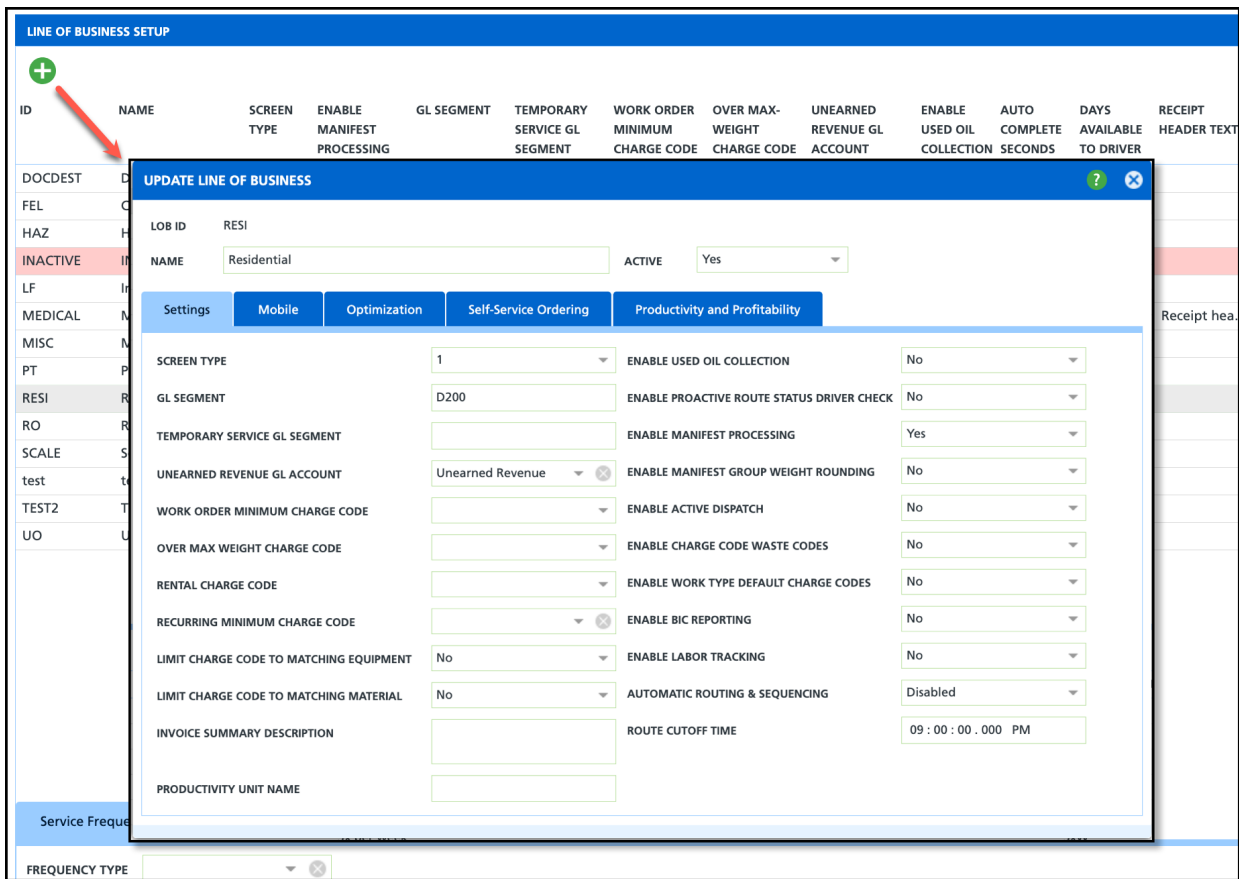 LINE OF BUSINESS SETUP
ID NAME SCREEN TYPE ENABLE MANIFEST PROCESSING GL SEGMENT TEMPORARY SERVICE GL SEGMENT WORK ORDER MINIMUM CHARGE CODE OVER MAX-WEIGHT CHARGE CODE UNEARNED REVENUE GL ACCOUNT ENABLE USED OIL COLLECTION AUTO COMPLETE SECONDS DAYS AVAILABLE TO DRIVER RECEIPT HEADER TEXT
DOCDEST D
FEL
HAZ H
INACTIVE IN
LF In
MEDICAL M Receipt hea.
MISC M
PT P
RESI R
RO R
SCALE S
test te
TEST2 T
UO U
UPDATE LINE OF BUSINESS ?
LOB ID RESI
NAME Residential ACTIVE Yes
Settings Mobile Optimization Self-Service Ordering Productivity and Profitability
SCREEN TYPE 1 ENABLE USED OIL COLLECTION No
GL SEGMENT D200 ENABLE PROACTIVE ROUTE STATUS DRIVER CHECK No
TEMPORARY SERVICE GL SEGMENT ENABLE MANIFEST PROCESSING Yes
UNEARNED REVENUE GL ACCOUNT Unearned Revenue ENABLE MANIFEST GROUP WEIGHT ROUNDING No
WORK ORDER MINIMUM CHARGE CODE ENABLE ACTIVE DISPATCH No
OVER MAX WEIGHT CHARGE CODE ENABLE CHARGE CODE WASTE CODES No
RENTAL CHARGE CODE ENABLE WORK TYPE DEFAULT CHARGE CODES No
RECURRING MINIMUM CHARGE CODE ENABLE BIC REPORTING No
LIMIT CHARGE CODE TO MATCHING EQUIPMENT No ENABLE LABOR TRACKING No
LIMIT CHARGE CODE TO MATCHING MATERIAL No AUTOMATIC ROUTING & SEQUENCING Disabled
INVOICE SUMMARY DESCRIPTION ROUTE CUTOFF TIME 09 : 00 : 00 . 000 PM
PRODUCTIVITY UNIT NAME
Service Freque
FREQUENCY TYPE